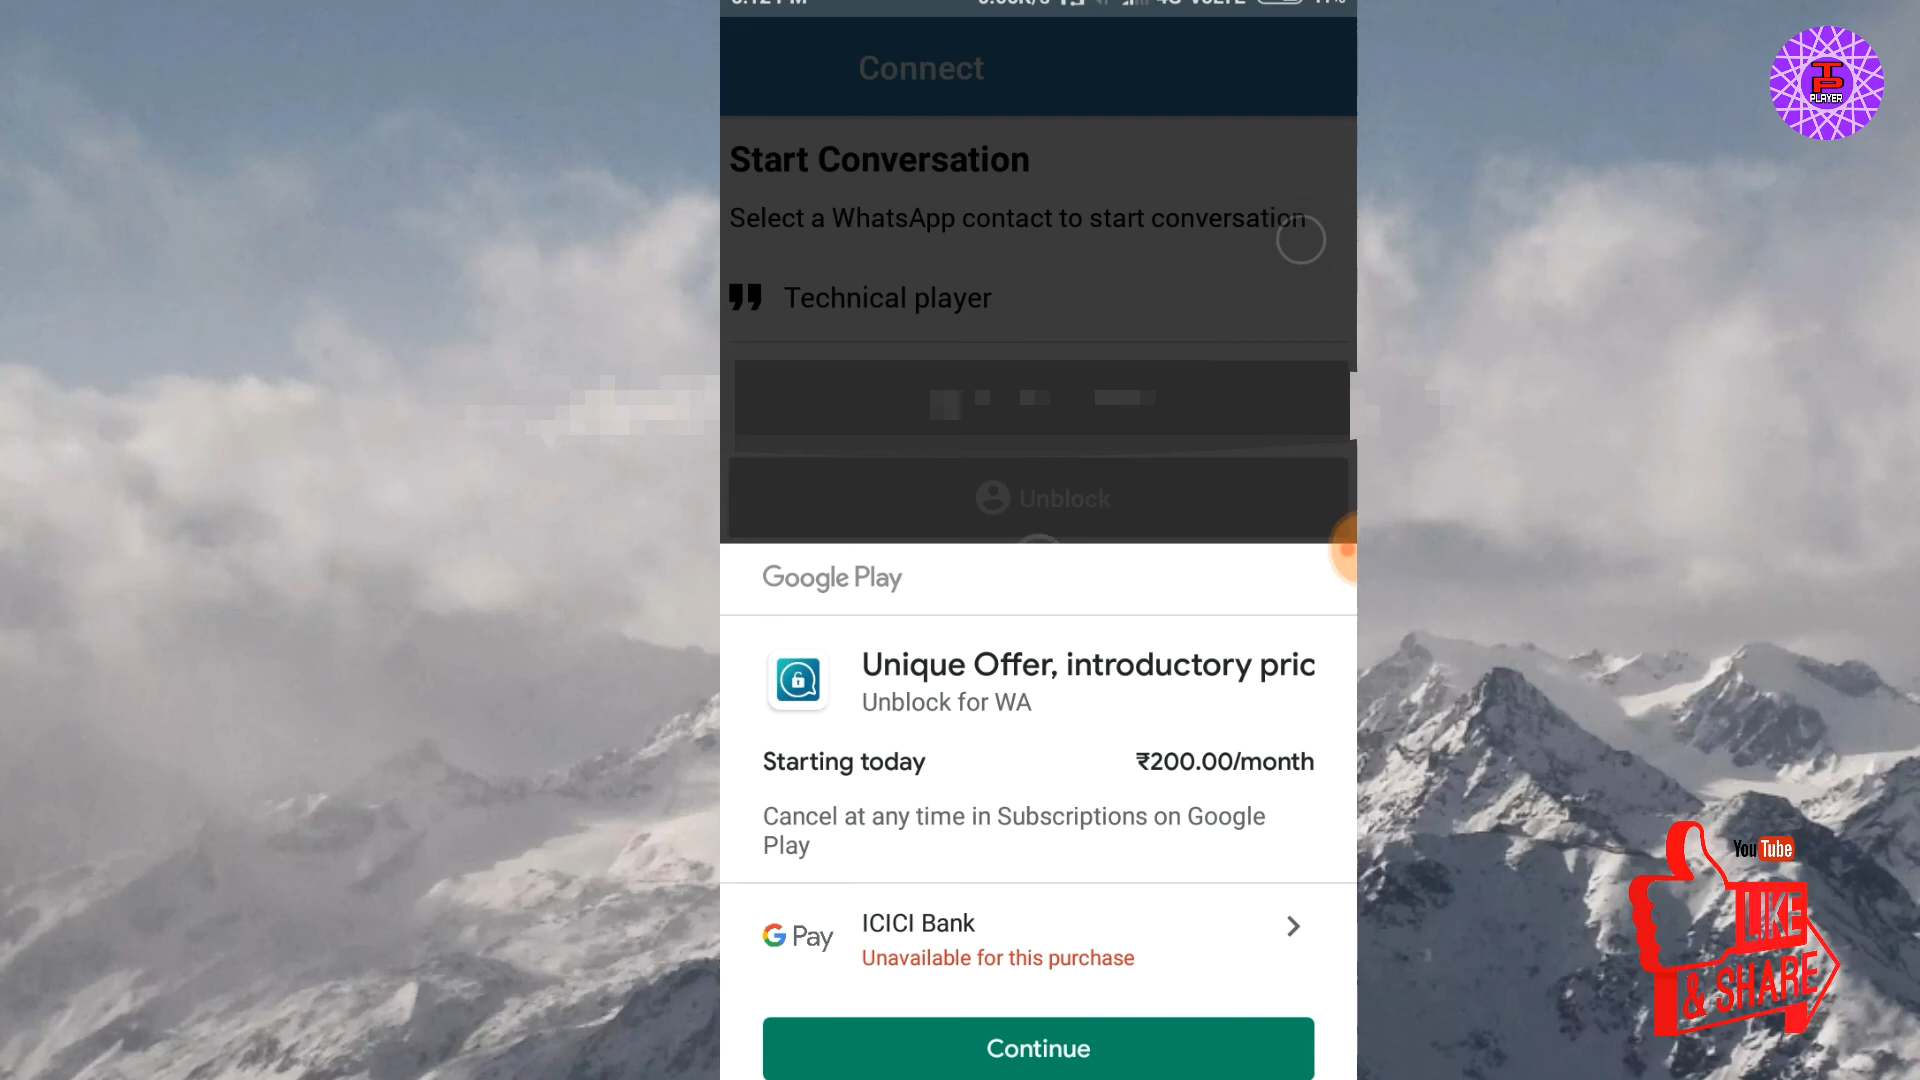 Connect
Start Conversation
Select a WhatsApp contact to start conversation
Technical player
Unblock
Google Play
Unique Offer, introductory pric
Unblock for WA
Starting today ₹200.00/month
Cancel at any time in Subscriptions on Google
Play
G Pay ICICI Bank
Unavailable for this purchase
Continue
TP
PLAYER
YouTube
LIKE
& SHARE